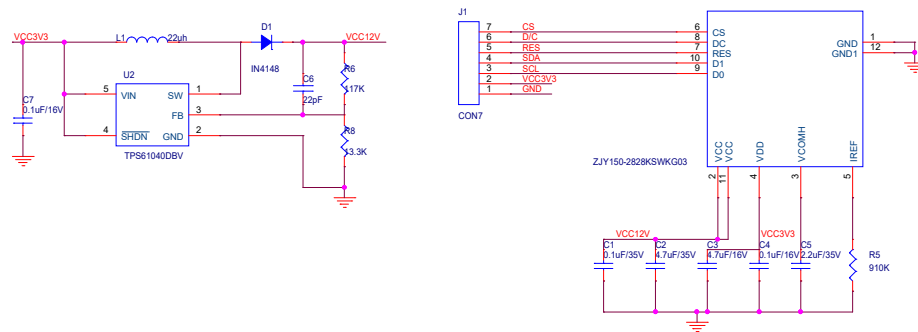 VCC3V3
L1
22uh
D1
IN4148
VCC12V
U2
C6
22pF
R6
117K
C7
0.1uF/16V
5
VIN
SW
1
FB
3
4
SHDN
GND
2
TPS61040DBV
R8
13.3K
J1
7
CS
6
D/C
5
RES
4
SDA
3
SCL
2
VCC3V3
1
GND
CON7
6
CS
8
DC
7
RES
10
D1
9
D0
GND
1
GND1
12
ZJY150-2828KSWKG03
VCC
VCC
VDD
VCOMH
IREF
2
11
4
3
5
VCC12V
VCC3V3
C1
0.1uF/35V
C2
4.7uF/35V
C3
4.7uF/16V
C4
0.1uF/16V
C5
2.2uF/35V
R5
910K